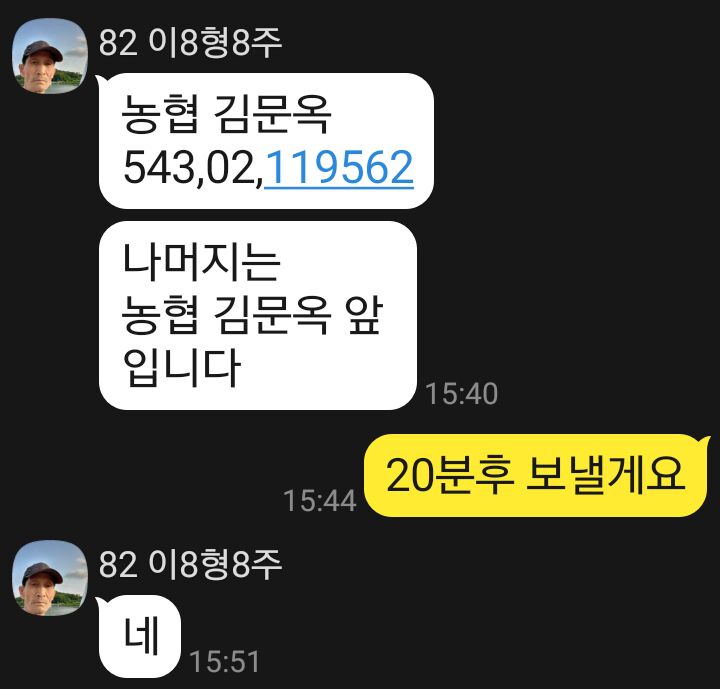 82 이8형8주
농협 김문옥
543,02,119562
나머지는
농협 김문옥 앞
입니다
15:40
20분후 보낼게요
15:44
82 이8형8주
네
15:51